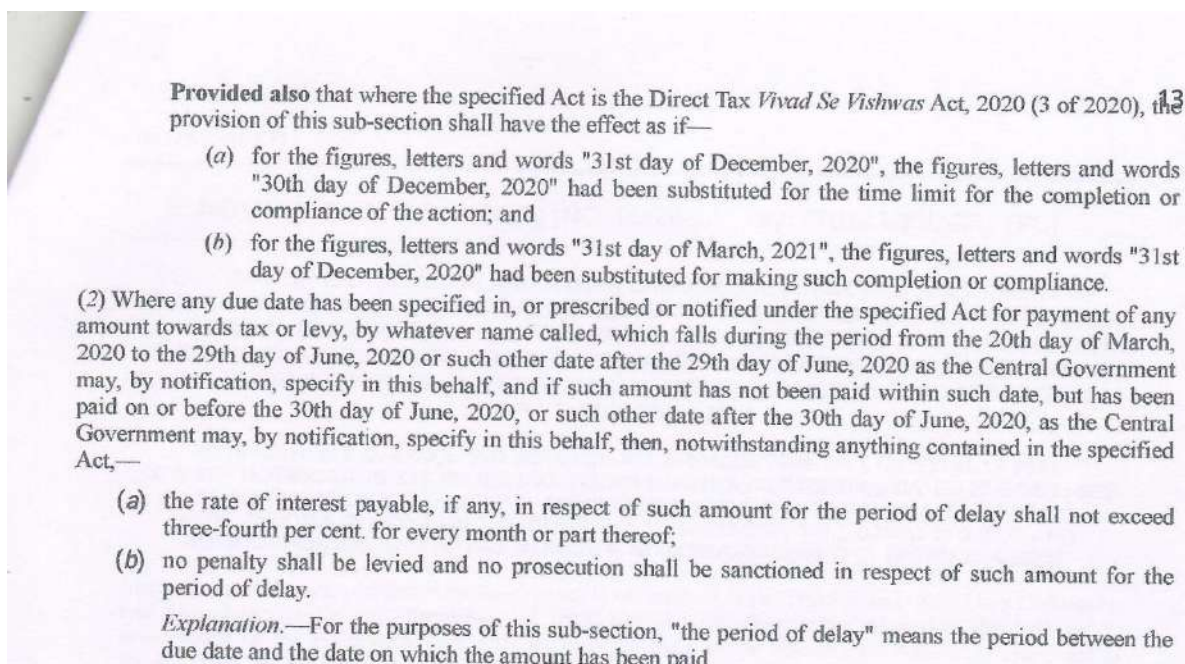 Provided also that where the specified Act is the Direct Tax Vivad Se Vishwas Act, 2020 (3 of 2020), the
13
provision of this sub-section shall have the effect as if—
(a) for the figures, letters and words "31st day of December, 2020", the figures, letters and words
"30th day of December, 2020" had been substituted for the time limit for the completion or
compliance of the action; and
(b) for the figures, letters and words "31st day of March, 2021", the figures, letters and words "31st
day of December, 2020" had been substituted for making such completion or compliance.
(2) Where any due date has been specified in, or prescribed or notified under the specified Act for payment of any
amount towards tax or levy, by whatever name called, which falls during the period from the 20th day of March,
2020 to the 29th day of June, 2020 or such other date after the 29th day of June, 2020 as the Central Government
may, by notification, specify in this behalf, and if such amount has not been paid within such date, but has been
paid on or before the 30th day of June, 2020, or such other date after the 30th day of June, 2020, as the Central
Government may, by notification, specify in this behalf, then, notwithstanding anything contained in the specified
Act,—
(a) the rate of interest payable, if any, in respect of such amount for the period of delay shall not exceed
three-fourth per cent. for every month or part thereof;
(b) no penalty shall be levied and no prosecution shall be sanctioned in respect of such amount for the
period of delay.
Explanation.—For the purposes of this sub-section, "the period of delay" means the period between the
due date and the date on which the amount has been paid